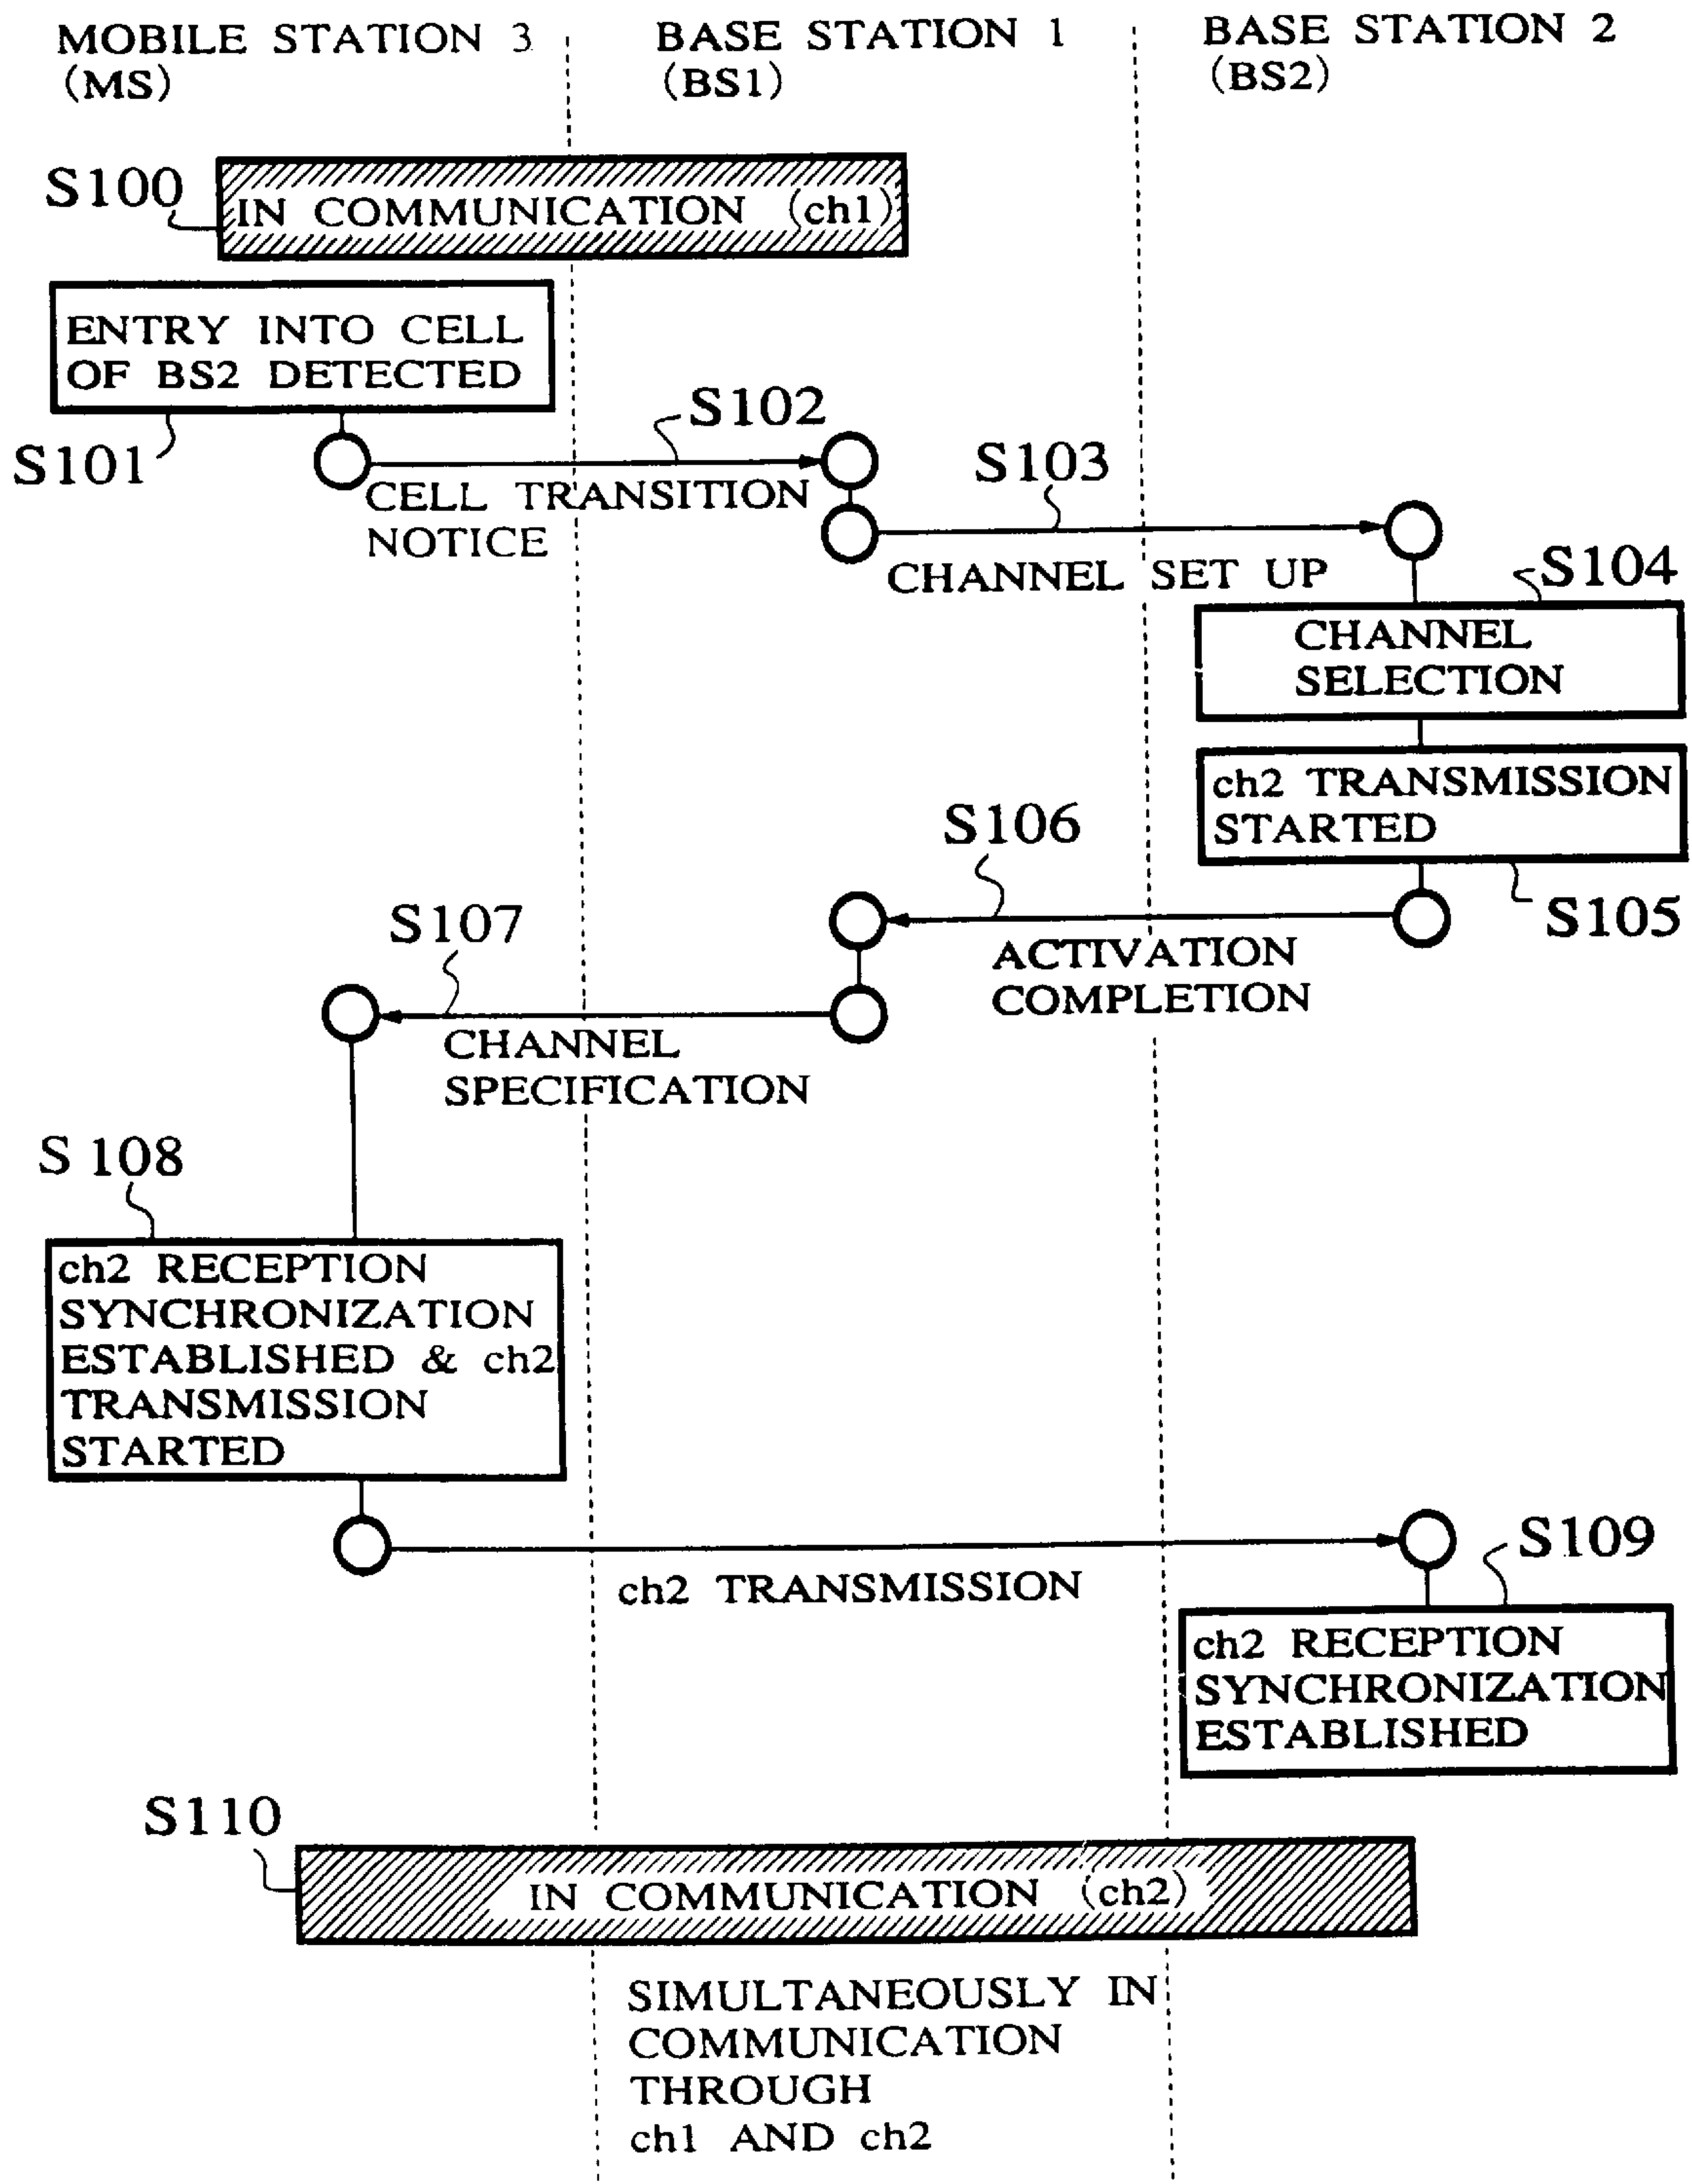 MOBILE STATION 3
(MS)
BASE STATION 1
(BS1)
BASE STATION 2
(BS2)
S100
IN COMMUNICATION (ch1)
ENTRY INTO CELL
OF BS2 DETECTED
S101
S102
CELL TRANSITION
NOTICE
S103
CHANNEL SET UP
S104
CHANNEL
SELECTION
ch2 TRANSMISSION
STARTED
S105
S106
ACTIVATION
COMPLETION
S107
CHANNEL
SPECIFICATION
S 108
ch2 RECEPTION
SYNCHRONIZATION
ESTABLISHED & ch2
TRANSMISSION
STARTED
ch2 TRANSMISSION
S109
ch2 RECEPTION
SYNCHRONIZATION
ESTABLISHED
S110
IN COMMUNICATION (ch2)
SIMULTANEOUSLY IN
COMMUNICATION
THROUGH
ch1 AND ch2